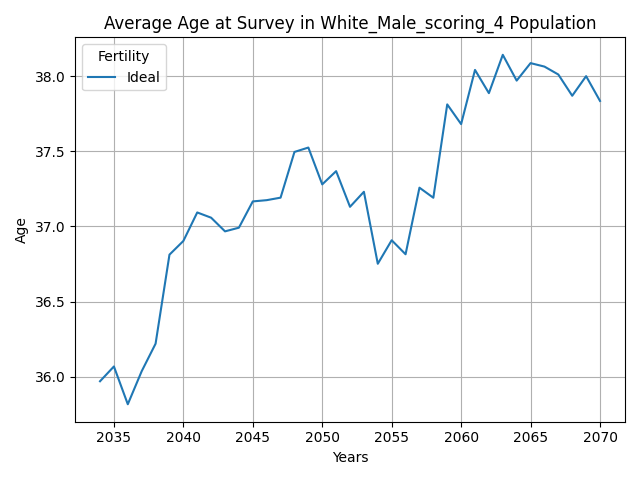 Average Age at Survey in White_Male_scoring_4 Population
Fertility
Ideal
38.0
37.5
37.0
36.5
36.0
Age
2035 2040 2045 2050 2055 2060 2065 2070
Years